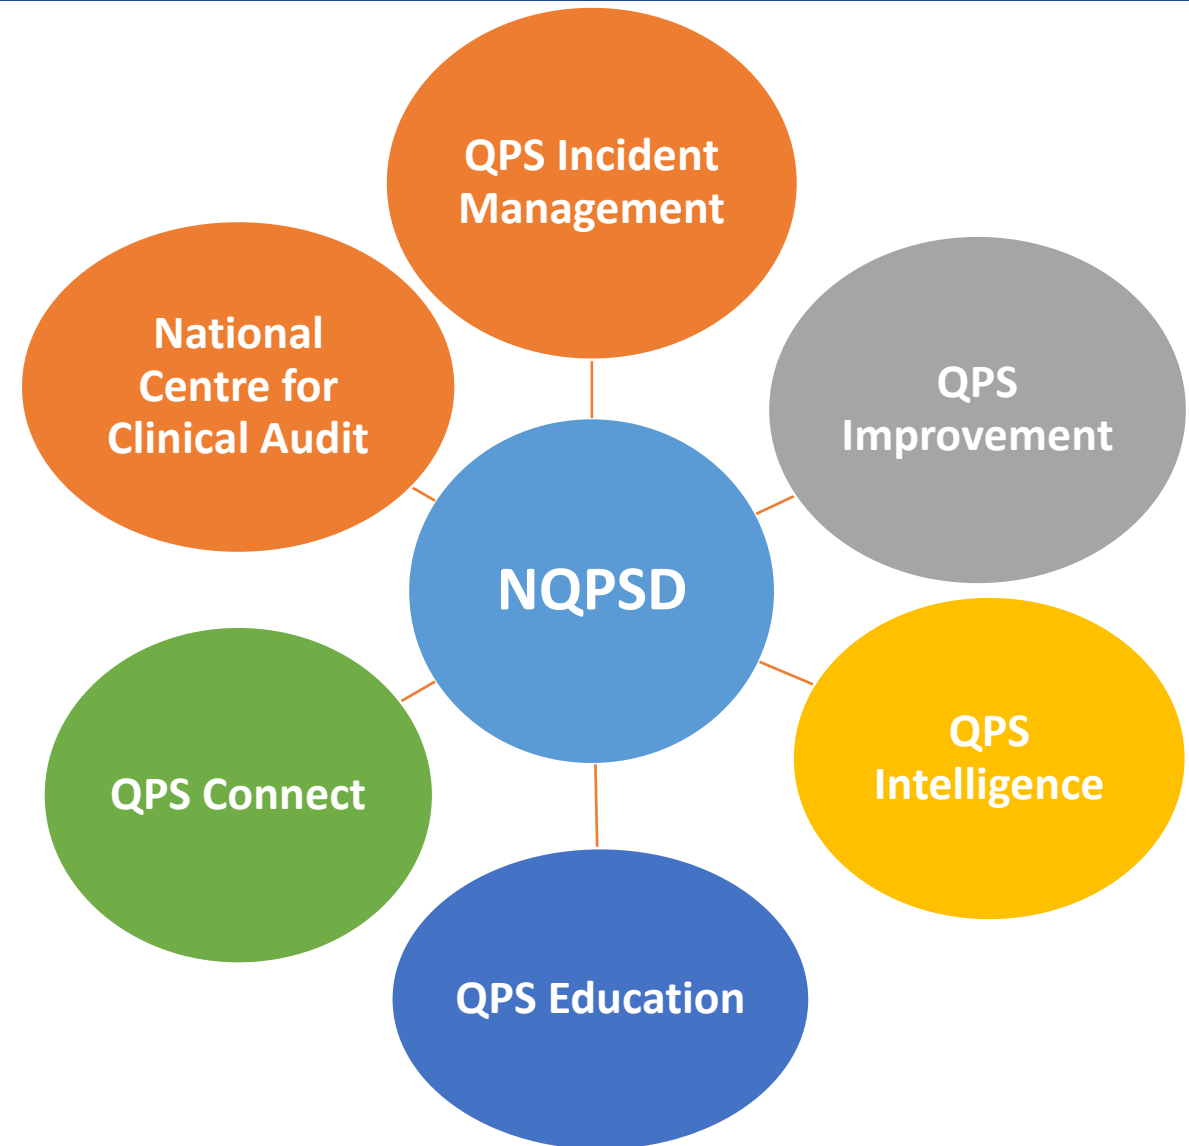 QPS Incident
Management
National
Centre for
Clinical Audit
QPS
Improvement
NQPSD
QPS
Intelligence
QPS Connect
QPS Education